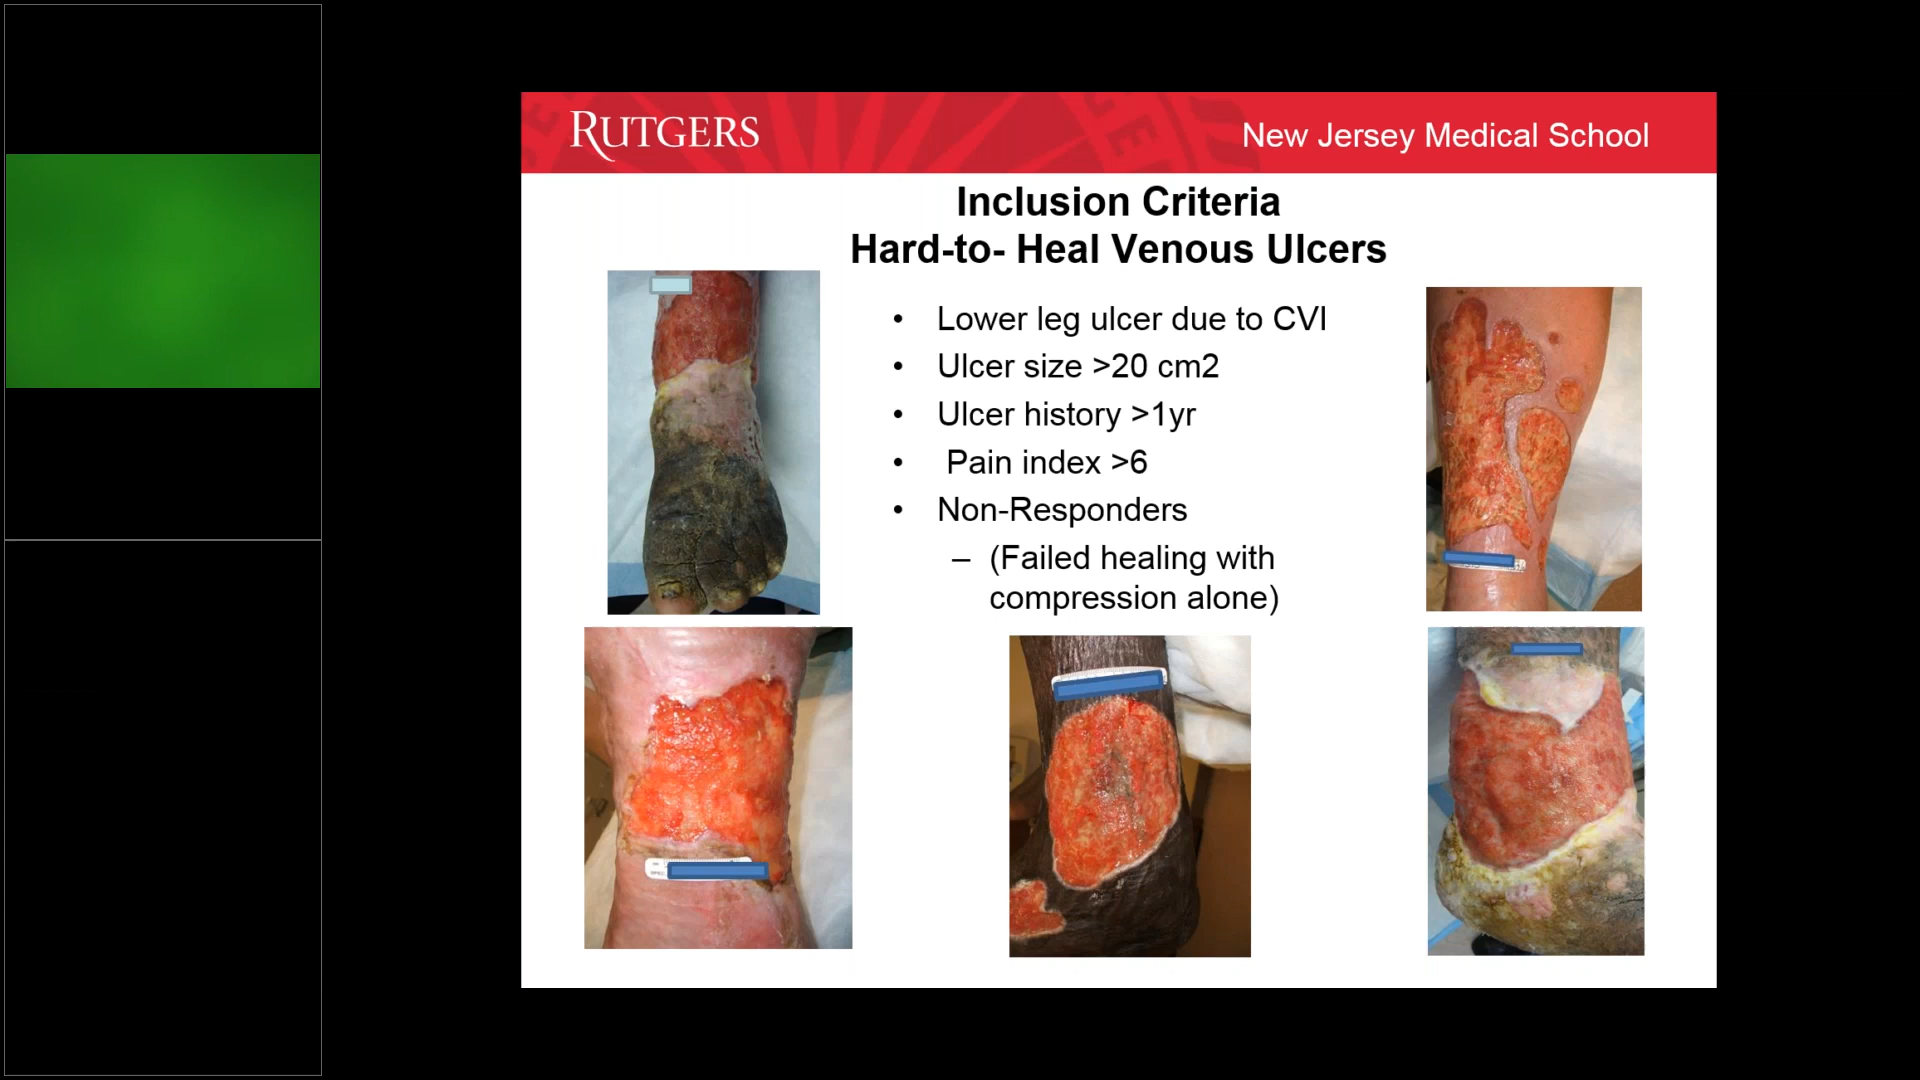 RUTGERS
New Jersey Medical School
Inclusion Criteria
Hard-to- Heal Venous Ulcers
• Lower leg ulcer due to CVI
• Ulcer size >20 cm2
• Ulcer history >1yr
• Pain index >6
• Non-Responders
– (Failed healing with
compression alone)